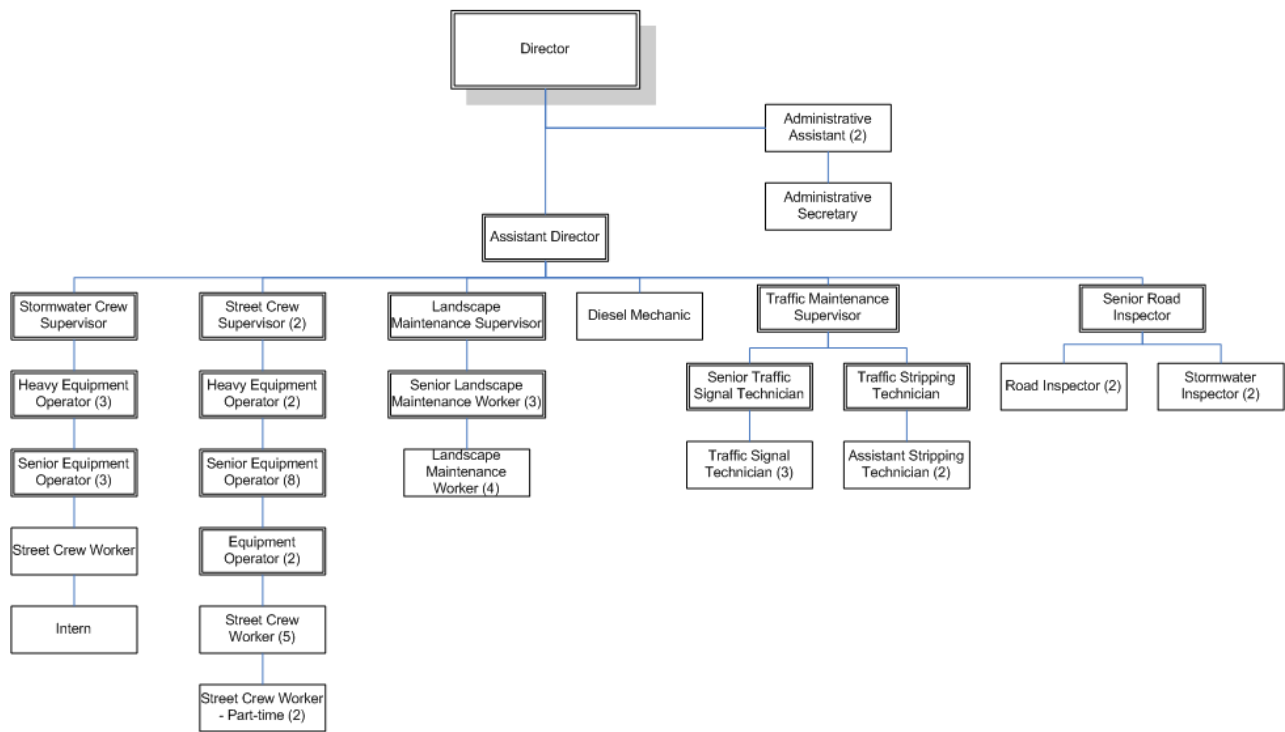 Director
Administrative
Assistant (2)
Administrative
Secretary
Assistant Director
Stormwater Crew
Supervisor
Street Crew
Supervisor (2)
Landscape
Maintenance Supervisor
Diesel Mechanic
Traffic Maintenance
Supervisor
Senior Road
Inspector
Heavy Equipment
Operator (3)
Heavy Equipment
Operator (2)
Senior Landscape
Maintenance Worker (3)
Senior Traffic
Signal Technician
Traffic Stripping
Technician
Road Inspector (2)
Stormwater
Inspector (2)
Senior Equipment
Operator (3)
Senior Equipment
Operator (8)
Landscape
Maintenance
Worker (4)
Traffic Signal
Technician (3)
Assistant Stripping
Technician (2)
Street Crew Worker
Equipment
Operator (2)
Intern
Street Crew
Worker (5)
Street Crew Worker
- Part-time (2)